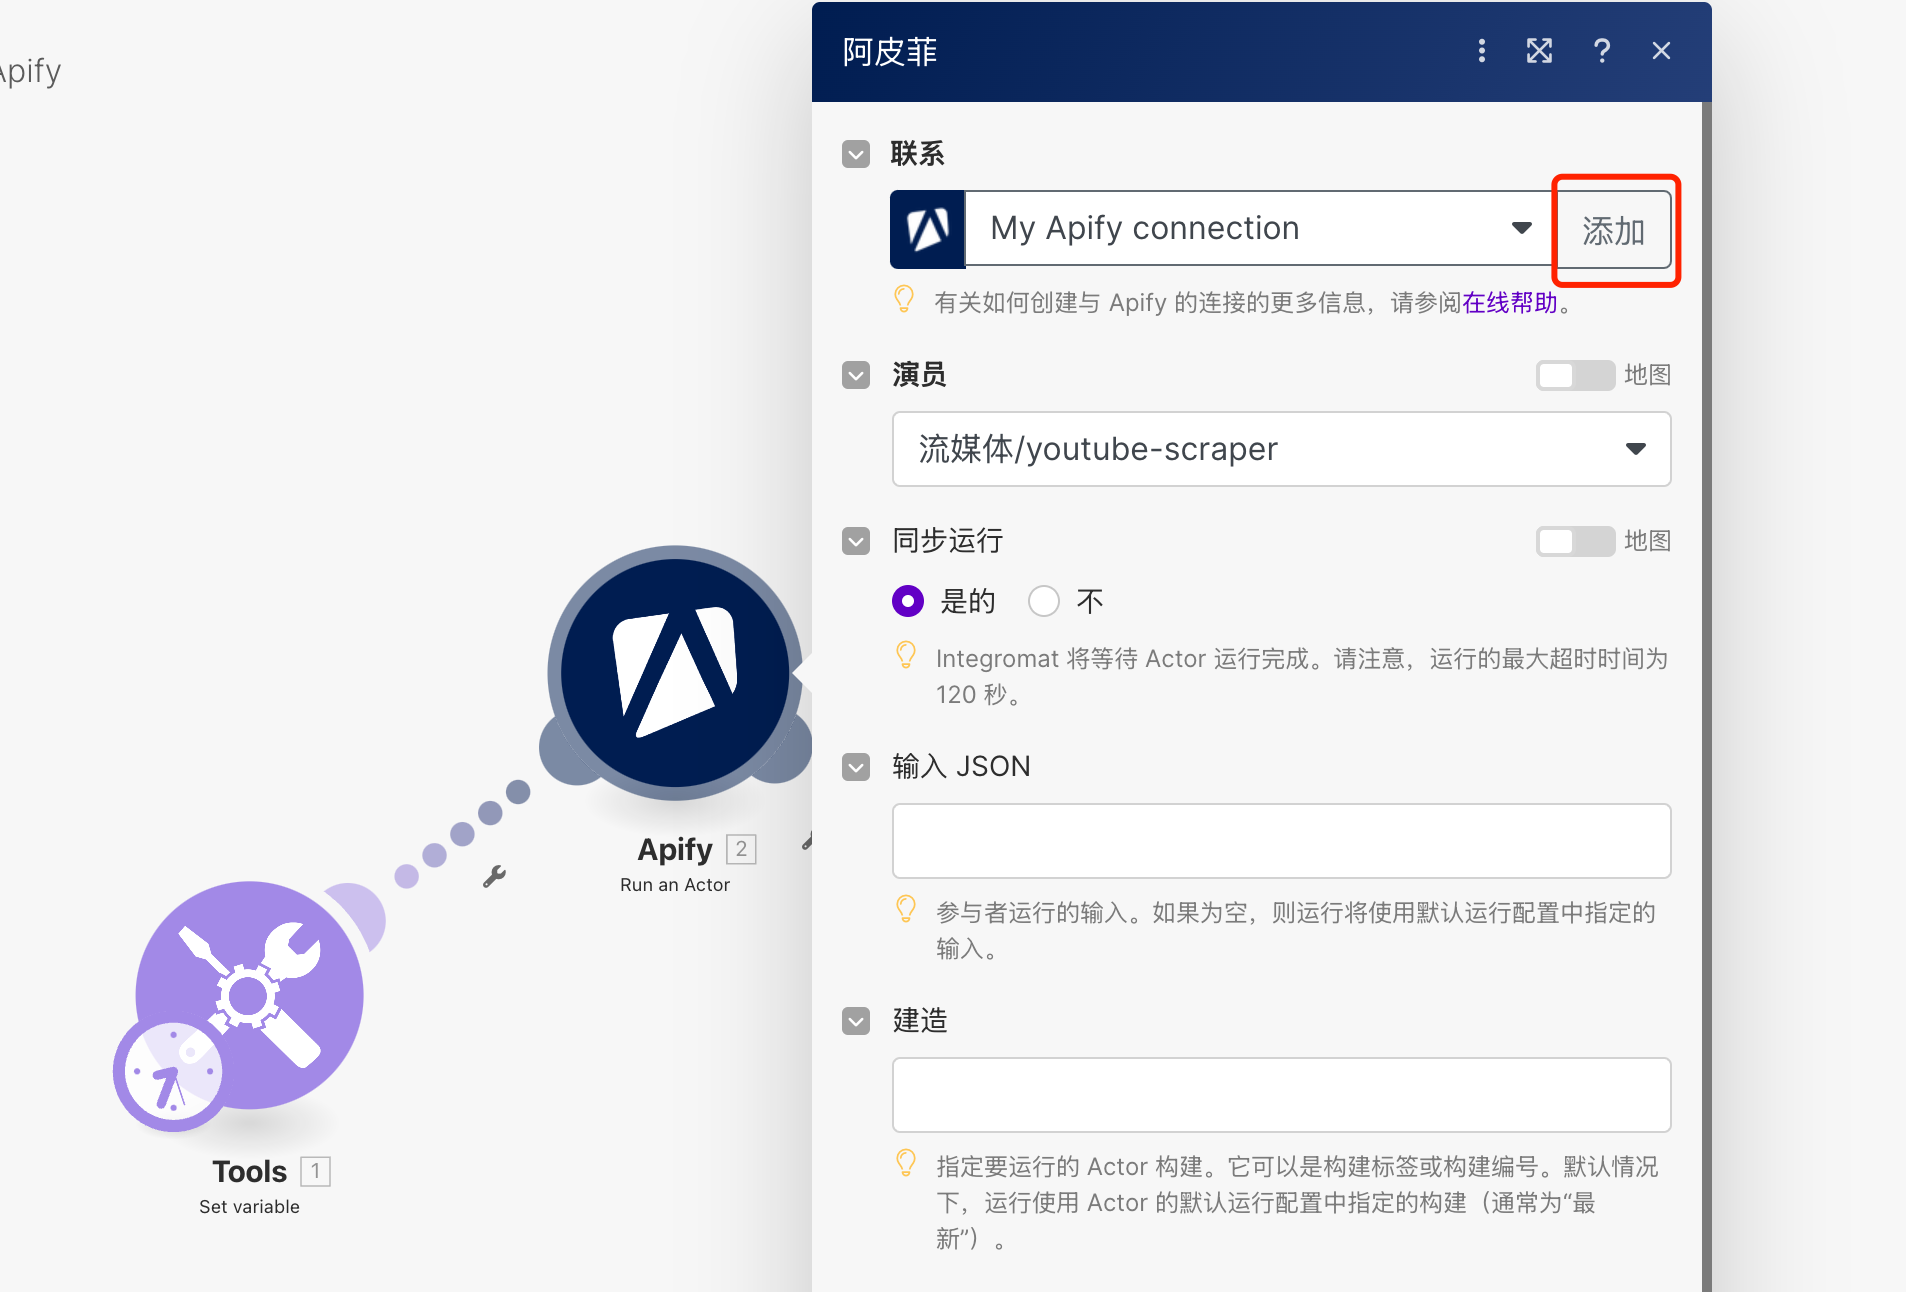 Apify
阿皮菲
联系
My Apify connection
添加
有关如何创建与 Apify 的连接的更多信息，请参阅在线帮助。
演员
地图
流媒体/youtube-scraper
同步运行
地图
是的
不
Integromat 将等待 Actor 运行完成。请注意，运行的最大超时时间为
120 秒。
输入 JSON
参与者运行的输入。如果为空，则运行将使用默认运行配置中指定的
输入。
建造
指定要运行的 Actor 构建。它可以是构建标签或构建编号。默认情况
下，运行使用 Actor 的默认运行配置中指定的构建（通常为“最
新”）。
Apify 2
Run an Actor
Tools 1
Set variable